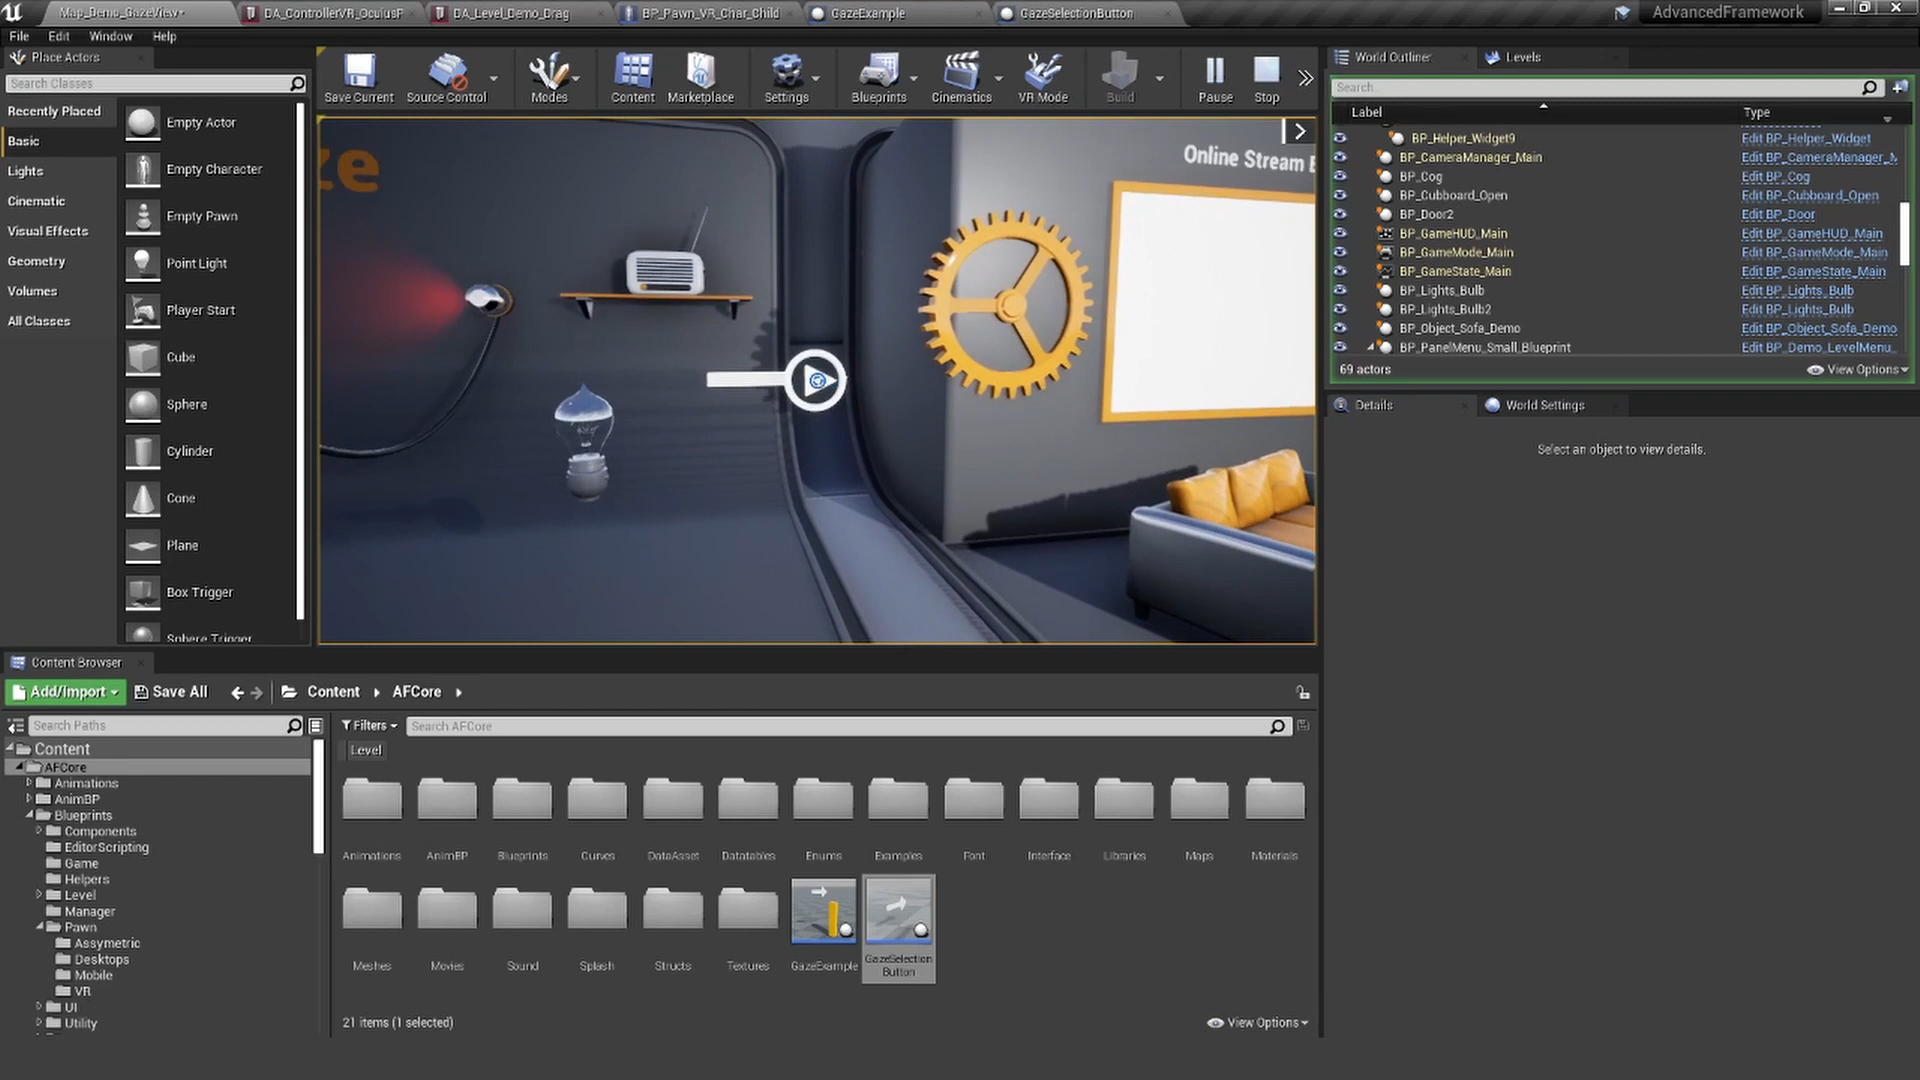 Map_Demo_GazeView*
DA_ControllerVR_OculusP
DA_Level_Demo_Drag
BP_Pawn_VR_Char_Child
GazeExample
GazeSelectionButton
AdvancedFramework
File Edit Window Help
Place Actors
Search Classes
Recently Placed
Basic
Lights
Cinematic
Visual Effects
Geometry
Volumes
All Classes
Empty Actor
Empty Character
Empty Pawn
Point Light
Player Start
Cube
Sphere
Cylinder
Cone
Plane
Box Trigger
Sphere Trigger
Save Current
Source Control
Modes
Content
Marketplace
Settings
Blueprints
Cinematics
VR Mode
Build
Pause
Stop
ze
Online Stream
World Outliner
Levels
Search...
Label Type
BP_Helper_Widget9 Edit BP_Helper_Widget
BP_CameraManager_Main Edit BP_CameraManager_M
BP_Cog Edit BP_Cog
BP_Cubboard_Open Edit BP_Cubboard_Open
BP_Door2 Edit BP_Door
BP_GameHUD_Main Edit BP_GameHUD_Main
BP_GameMode_Main Edit BP_GameMode_Main
BP_GameState_Main Edit BP_GameState_Main
BP_Lights_Bulb Edit BP_Lights_Bulb
BP_Lights_Bulb2 Edit BP_Lights_Bulb
BP_Object_Sofa_Demo Edit BP_Object_Sofa_Demo
BP_PanelMenu_Small_Blueprint Edit BP_Demo_LevelMenu_
69 actors
View Options
Details
World Settings
Select an object to view details.
Content Browser
Add/Import
Save All
Content
AFCore
Search Paths
Filters
Search AFCore
Level
Content
AFCore
Animations
AnimBP
Blueprints
Components
EditorScripting
Game
Helpers
Level
Manager
Pawn
Assymetric
Desktops
Mobile
VR
UI
Utility
Animations
AnimBP
Blueprints
Curves
DataAsset
Datatables
Enums
Examples
Font
Interface
Libraries
Maps
Materials
Meshes
Movies
Sound
Splash
Structs
Textures
GazeExample
GazeSelection
Button
21 items (1 selected)
View Options